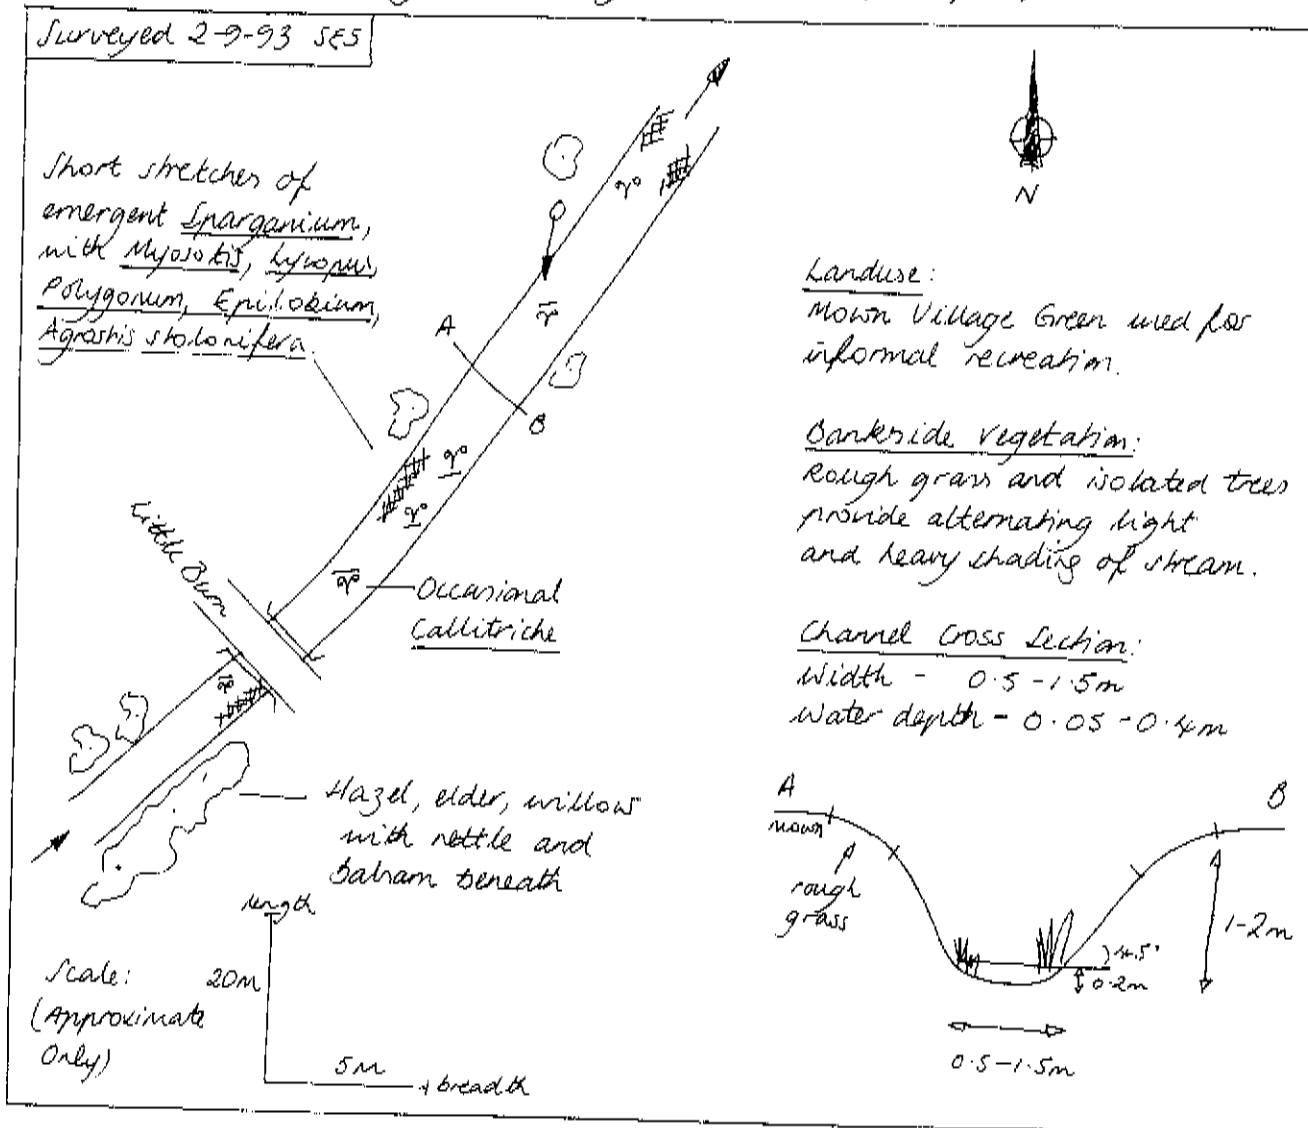 Surveyed 2-9-93 SES
Short stretches of
emergent Sparganium,
with Myosotis, Lycopus,
Polygonum, Epilobium,
Agrostis stolonifera
N
Landuse:
Mown Village Green used for
informal recreation.
Bankside Vegetation:
Rough grass and isolated trees
provide alternating light
and heavy shading of stream.
Channel Cross Section:
Width - 0.5-1.5m
Water depth - 0.05-0.4m
A
B
Little Burn
Occasional
Callitriche
Hazel, elder, willow
with nettle and
balsam beneath
length
Scale: 20m
(Approximate
Only)
5m
breadth
A
B
mown
rough
grass
1-2m
0.2m
0.5-1.5m